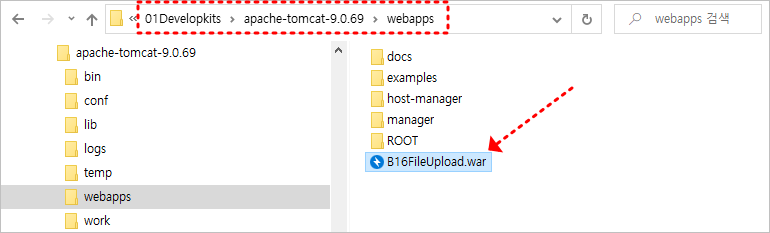 « 01Developkits > apache-tomcat-9.0.69 > webapps
webapps 검색
apache-tomcat-9.0.69
bin
conf
lib
logs
temp
webapps
work
docs
examples
host-manager
manager
ROOT
B16FileUpload.war